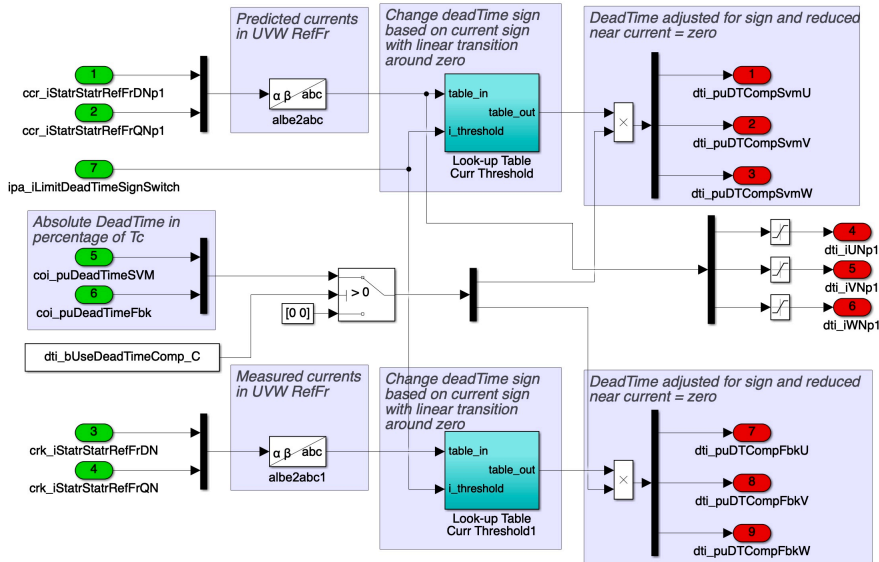 Predicted currents
in UVW RefFr
Change deadTime sign
based on current sign
with linear transition
around zero
DeadTime adjusted for sign and reduced
near current = zero
1
ccr_iStatrStatrRefFrDNp1
2
ccr_iStatrStatrRefFrQNp1
7
ipa_iLimitDeadTimeSignSwitch
α β abc
albe2abc
table_in
table_out
i_threshold
Look-up Table
Curr Threshold
×
1
dti_puDTCompSvmU
2
dti_puDTCompSvmV
3
dti_puDTCompSvmW
Absolute DeadTime in
percentage of Tc
5
coi_puDeadTimeSVM
6
coi_puDeadTimeFbk
> 0
[0 0]
dti_bUseDeadTimeComp_C
4
dti_iUNp1
5
dti_iVNp1
6
dti_iWNp1
Measured currents
in UVW RefFr
Change deadTime sign
based on current sign
with linear transition
around zero
DeadTime adjusted for sign and reduced
near current = zero
3
crk_iStatrStatrRefFrDN
4
crk_iStatrStatrRefFrQN
α β abc
albe2abc1
table_in
table_out
i_threshold
Look-up Table
Curr Threshold1
×
7
dti_puDTCompFbkU
8
dti_puDTCompFbkV
9
dti_puDTCompFbkW